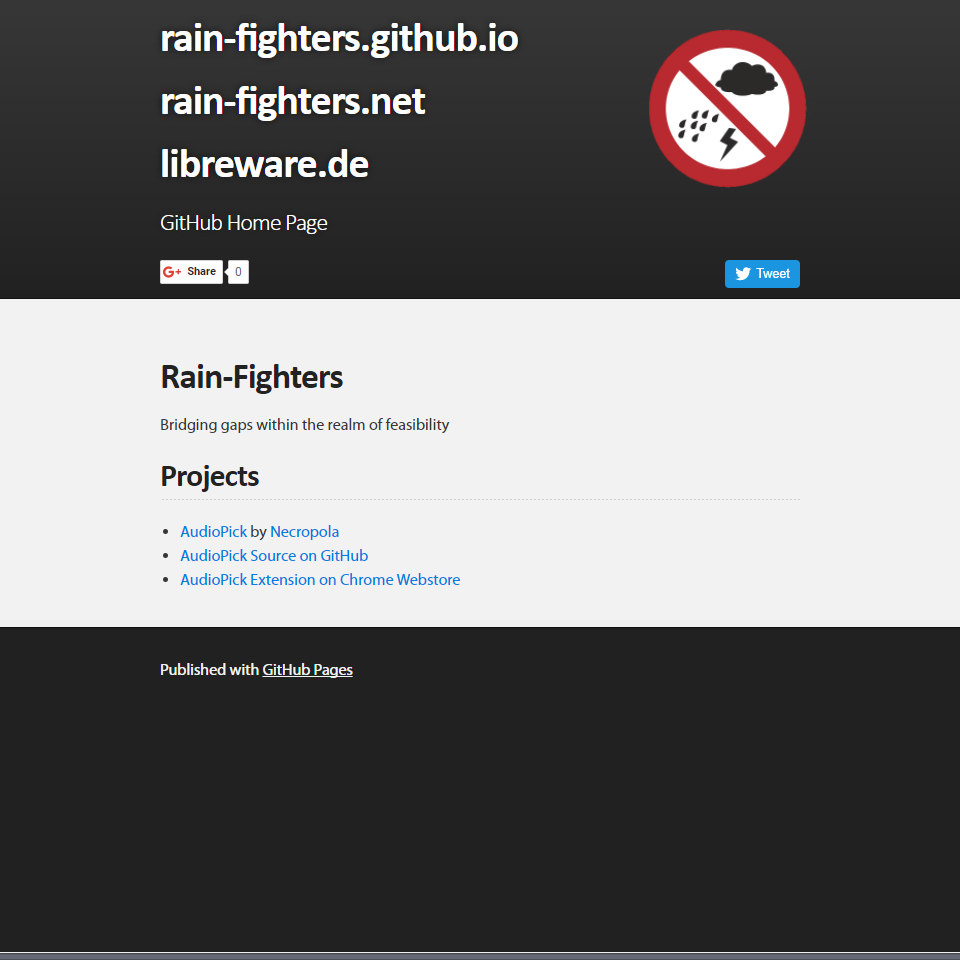 rain-fighters.github.io
rain-fighters.net
libreware.de
GitHub Home Page
G+ Share 0
Tweet
Rain-Fighters
Bridging gaps within the realm of feasibility
Projects
AudioPick by Necropola
AudioPick Source on GitHub
AudioPick Extension on Chrome Webstore
Published with GitHub Pages